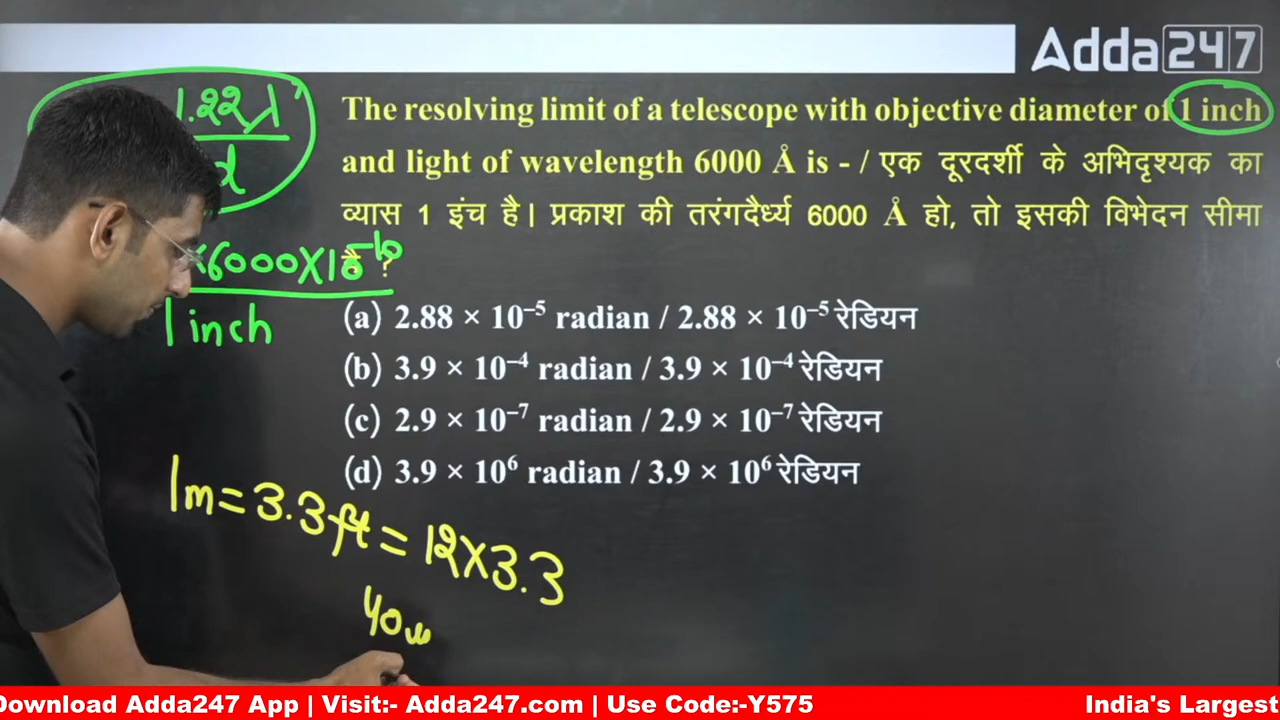 Adda247
1.22λ
d
The resolving limit of a telescope with objective diameter of 1 inch
and light of wavelength 6000 Å is - / एक दूरदर्शी के अभिदृश्यक का
व्यास 1 इंच है। प्रकाश की तरंगदैर्ध्य 6000 Å हो, तो इसकी विभेदन सीमा
है ?
×6000×10⁻¹⁰
1 inch
(a) 2.88 × 10⁻⁵ radian / 2.88 × 10⁻⁵ रेडियन
(b) 3.9 × 10⁻⁴ radian / 3.9 × 10⁻⁴ रेडियन
(c) 2.9 × 10⁻⁷ radian / 2.9 × 10⁻⁷ रेडियन
(d) 3.9 × 10⁶ radian / 3.9 × 10⁶ रेडियन
1m = 3.3 ft = 12×3.3
40
Download Adda247 App | Visit:- Adda247.com | Use Code:-Y575 India's Largest